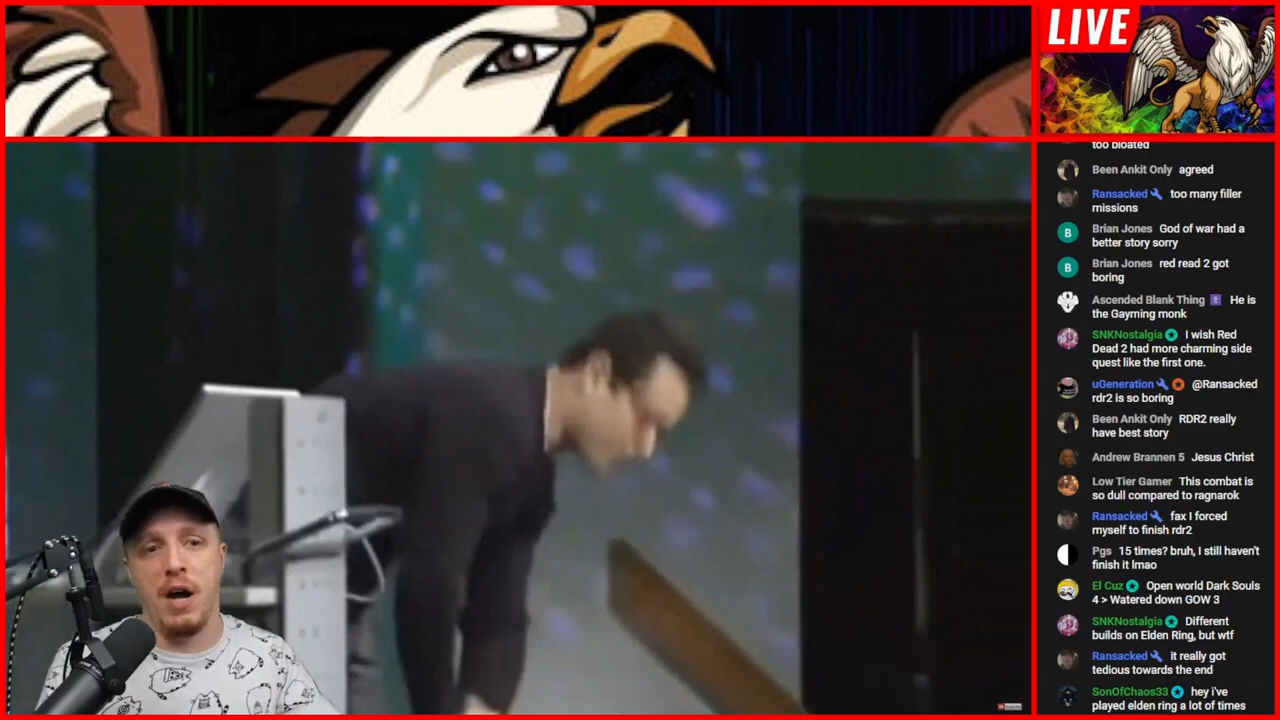 LIVE
too bloated
Been Ankit Only agreed
Ransacked too many filler
missions
B
Brian Jones God of war had a
better story sorry
B
Brian Jones red read 2 got
boring
Ascended Blank Thing He is
the Gayming monk
SNKNostalgia I wish Red
Dead 2 had more charming side
quest like the first one.
uGeneration @Ransacked
rdr2 is so boring
Been Ankit Only RDR2 really
have best story
Andrew Brannen 5 Jesus Christ
Low Tier Gamer This combat is
so dull compared to ragnarok
Ransacked fax I forced
myself to finish rdr2
Pgs 15 times? bruh, I still haven't
finish it lmao
El Cuz Open world Dark Souls
4 > Watered down GOW 3
SNKNostalgia Different
builds on Elden Ring, but wtf
Ransacked it really got
tedious towards the end
SonOfChaos33 hey i've
played elden ring a lot of times